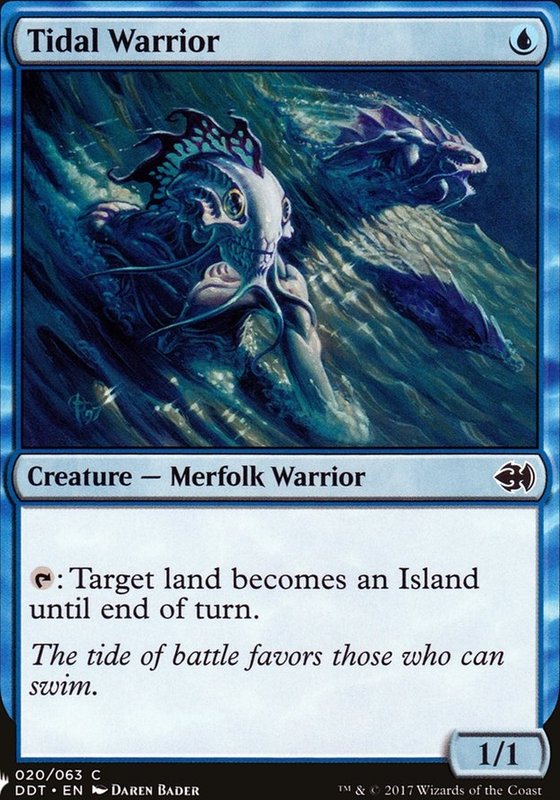 Tidal Warrior
Creature — Merfolk Warrior
: Target land becomes an Island
until end of turn.
The tide of battle favors those who can
swim.
1/1
020/063 C
DDT • EN Daren Bader
™ & © 2017 Wizards of the Coast